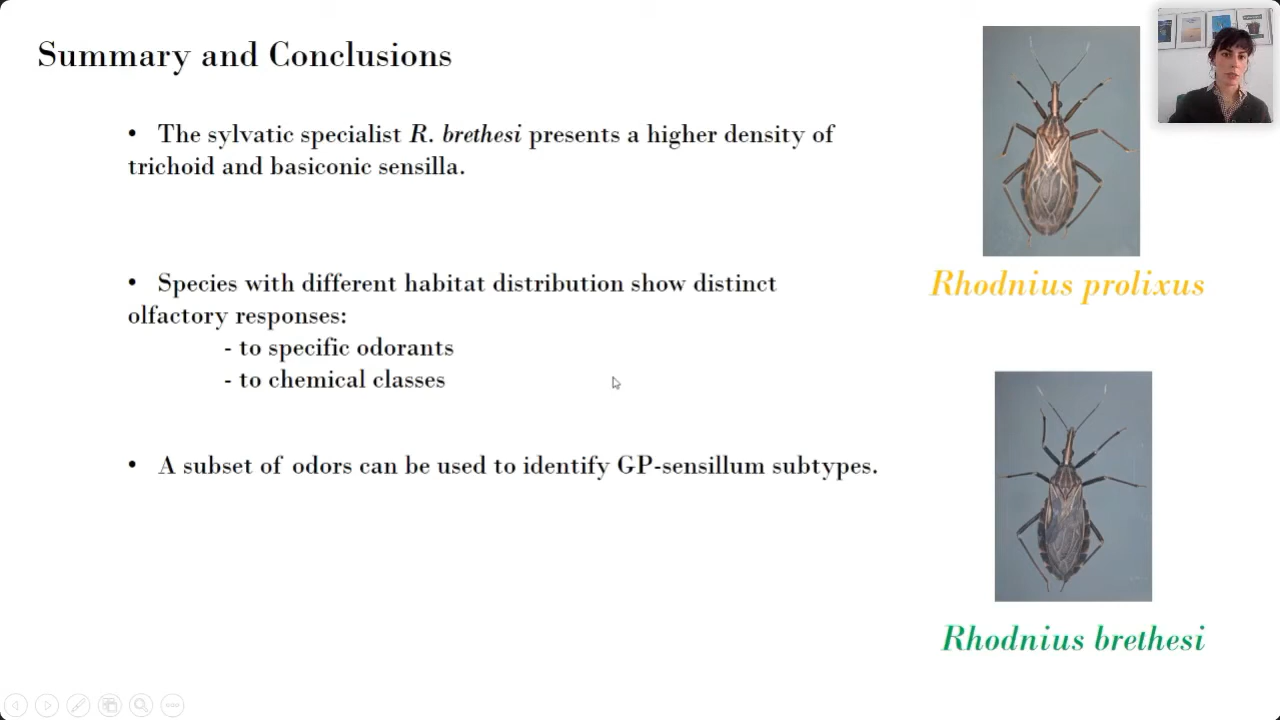 Summary and Conclusions
• The sylvatic specialist R. brethesi presents a higher density of
trichoid and basiconic sensilla.
• Species with different habitat distribution show distinct
olfactory responses:
- to specific odorants
- to chemical classes
• A subset of odors can be used to identify GP-sensillum subtypes.
Rhodnius prolixus
Rhodnius brethesi